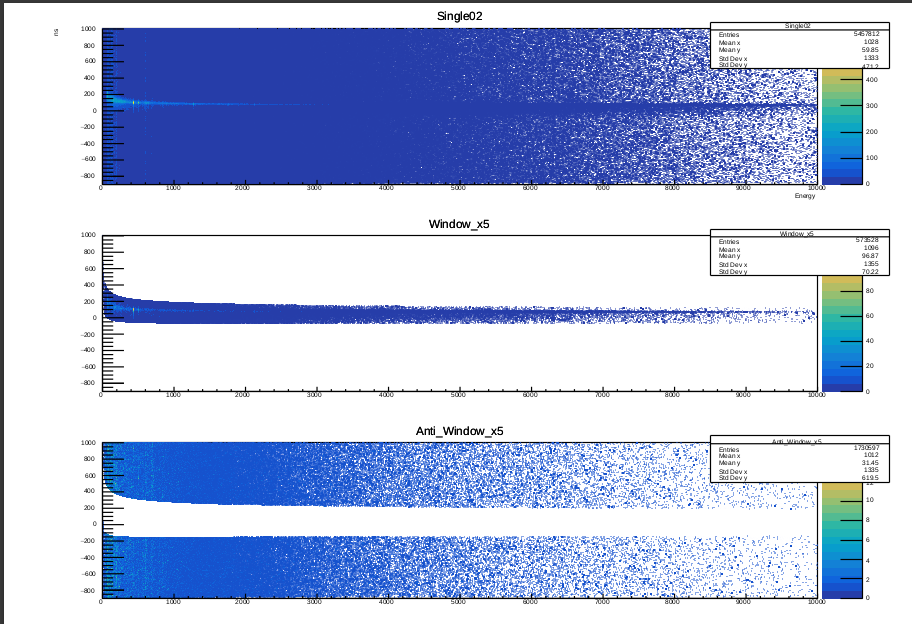 Single02
ns
1000
800
600
400
200
0
-200
-400
-600
-800
0 1000 2000 3000 4000 5000 6000 7000 8000 9000 10000
Energy
Single02
Entries 5457812
Mean x 1028
Mean y 59.85
Std Dev x 1333
Std Dev y 471.2
400
300
200
100
0
Window_x5
1000
800
600
400
200
0
-200
-400
-600
-800
0 1000 2000 3000 4000 5000 6000 7000 8000 9000 10000
Window_x5
Entries 573528
Mean x 1096
Mean y 96.87
Std Dev x 1355
Std Dev y 70.22
80
60
40
20
0
Anti_Window_x5
1000
800
600
400
200
0
-200
-400
-600
-800
0 1000 2000 3000 4000 5000 6000 7000 8000 9000 10000
Anti_Window_x5
Entries 1730597
Mean x 1012
Mean y 31.45
Std Dev x 1335
Std Dev y 619.5
10
8
6
4
2
0